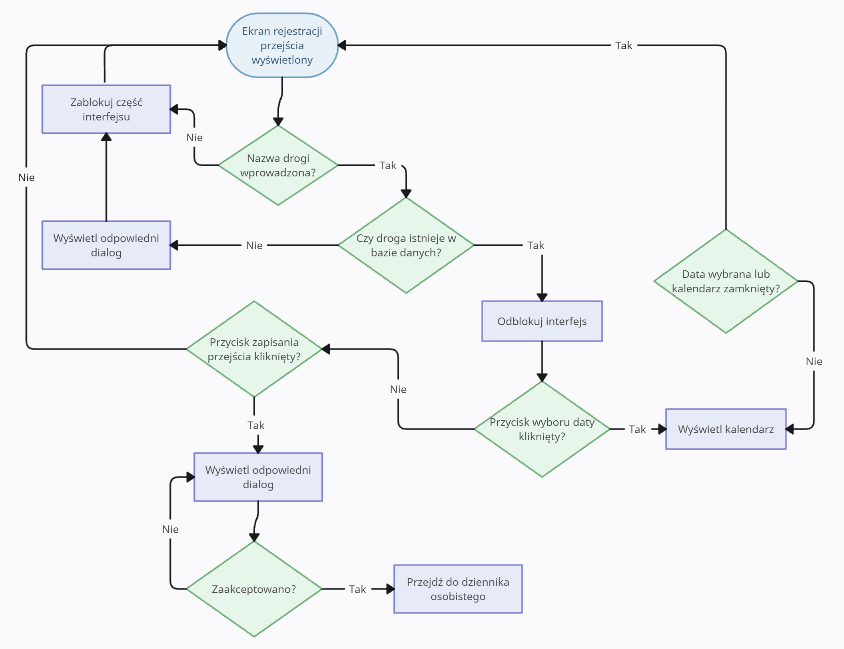 Ekran rejestracji
przejścia
wyświetlony
Tak
Zablokuj część
interfejsu
Nie
Nazwa drogi
wprowadzona?
Tak
Nie
Wyświetl odpowiedni
dialog
Nie
Czy droga istnieje w
bazie danych?
Tak
Data wybrana lub
kalendarz zamknięty?
Odblokuj interfejs
Przycisk zapisania
przejścia kliknięty?
Nie
Nie
Tak
Przycisk wyboru daty
kliknięty?
Tak
Wyświetl kalendarz
Wyświetl odpowiedni
dialog
Nie
Zaakceptowano?
Tak
Przejdź do dziennika
osobistego